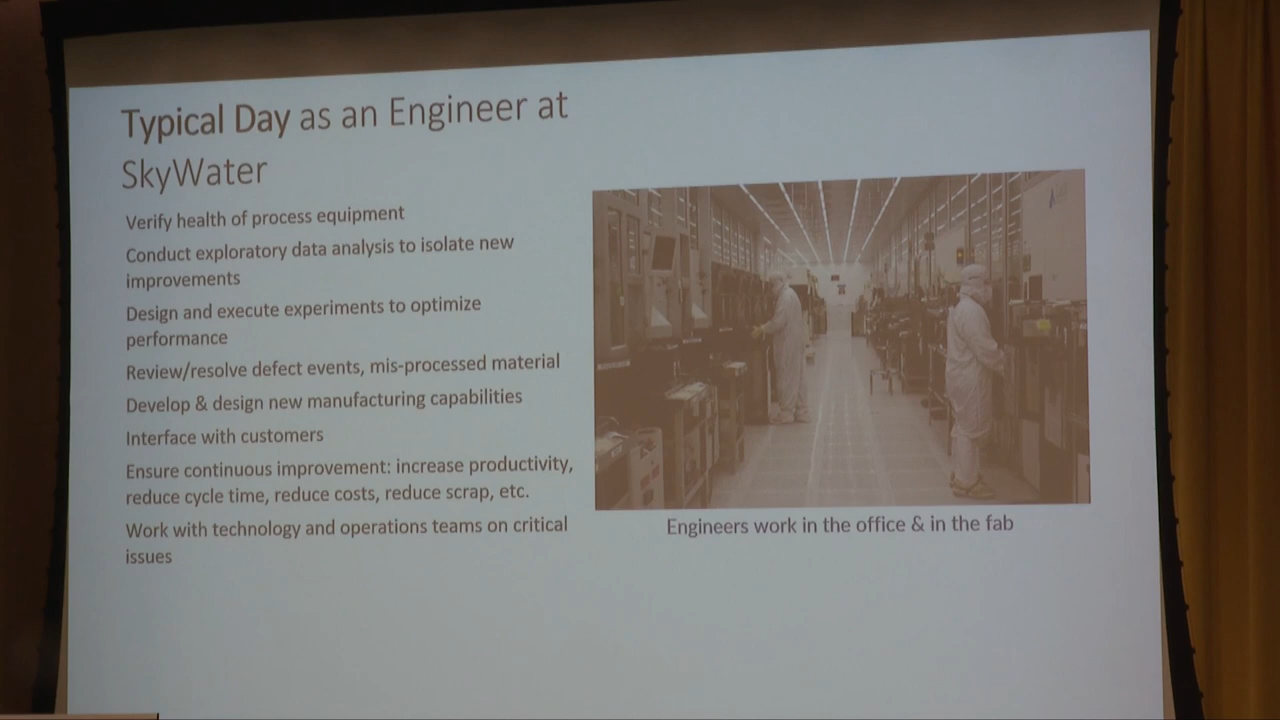 Typical Day as an Engineer at
SkyWater
Verify health of process equipment
Conduct exploratory data analysis to isolate new
improvements
Design and execute experiments to optimize
performance
Review/resolve defect events, mis-processed material
Develop & design new manufacturing capabilities
Interface with customers
Ensure continuous improvement: increase productivity,
reduce cycle time, reduce costs, reduce scrap, etc.
Work with technology and operations teams on critical
issues
Engineers work in the office & in the fab